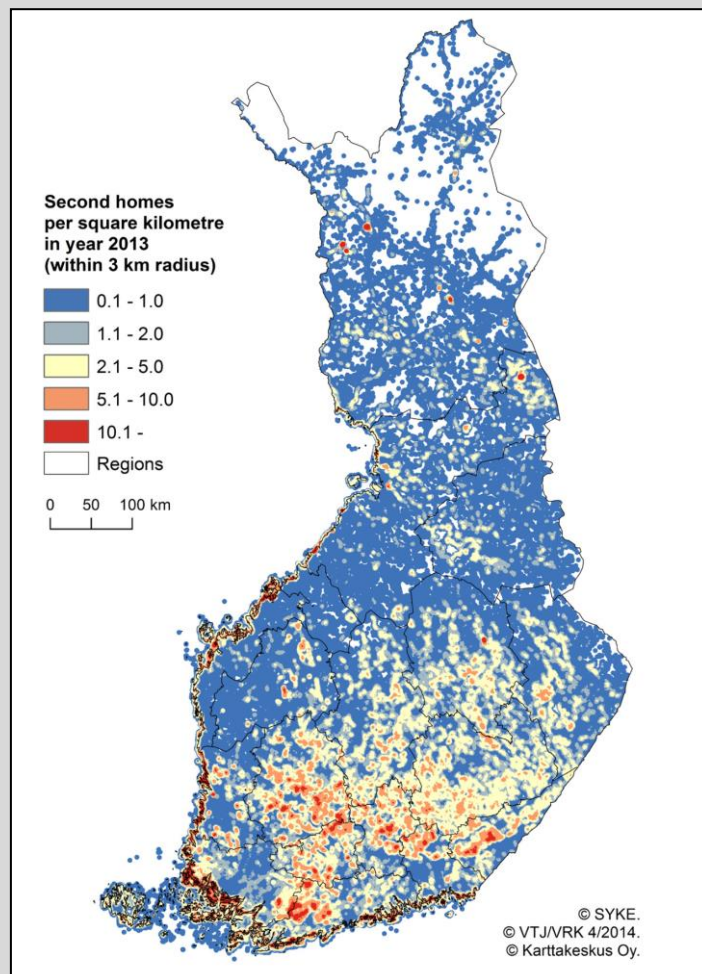 Second homes
per square kilometre
in year 2013
(within 3 km radius)
0.1 - 1.0
1.1 - 2.0
2.1 - 5.0
5.1 - 10.0
10.1 -
Regions
0 50 100 km
© SYKE.
© VTJ/VRK 4/2014.
© Karttakeskus Oy.